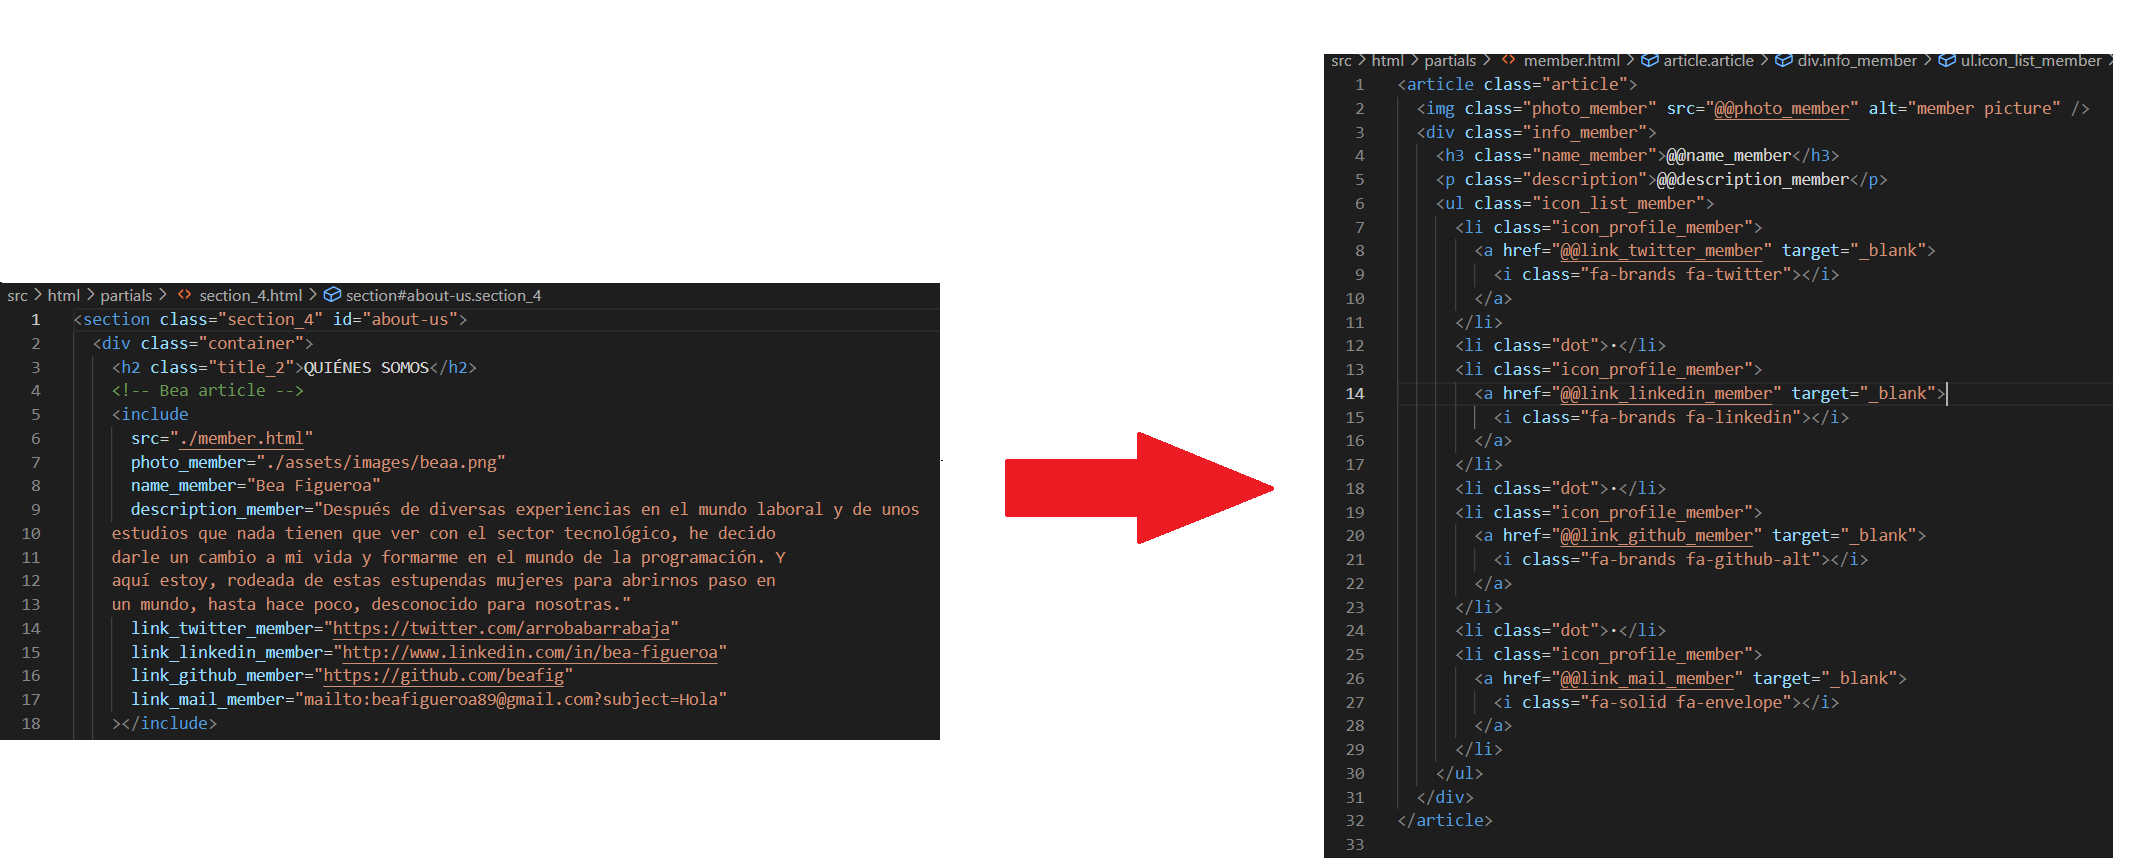 src > html > partials > <> section_4.html > section#about-us.section_4
1 <section class="section_4" id="about-us">
2 <div class="container">
3 <h2 class="title_2">QUIÉNES SOMOS</h2>
4 <!-- Bea article -->
5 <include
6 src="./member.html"
7 photo_member="./assets/images/beaa.png"
8 name_member="Bea Figueroa"
9 description_member="Después de diversas experiencias en el mundo laboral y de unos
10 estudios que nada tienen que ver con el sector tecnológico, he decido
11 darle un cambio a mi vida y formarme en el mundo de la programación. Y
12 aquí estoy, rodeada de estas estupendas mujeres para abrirnos paso en
13 un mundo, hasta hace poco, desconocido para nosotras."
14 link_twitter_member="https://twitter.com/arrobabarrabaja"
15 link_linkedin_member="http://www.linkedin.com/in/bea-figueroa"
16 link_github_member="https://github.com/beafig"
17 link_mail_member="mailto:beafigueroa89@gmail.com?subject=Hola"
18 ></include>
src > html > partials > <> member.html > article.article > div.info_member > ul.icon_list_member >
1 <article class="article">
2 <img class="photo_member" src="@@photo_member" alt="member picture" />
3 <div class="info_member">
4 <h3 class="name_member">@@name_member</h3>
5 <p class="description">@@description_member</p>
6 <ul class="icon_list_member">
7 <li class="icon_profile_member">
8 <a href="@@link_twitter_member" target="_blank">
9 <i class="fa-brands fa-twitter"></i>
10 </a>
11 </li>
12 <li class="dot">·</li>
13 <li class="icon_profile_member">
14 <a href="@@link_linkedin_member" target="_blank">
15 <i class="fa-brands fa-linkedin"></i>
16 </a>
17 </li>
18 <li class="dot">·</li>
19 <li class="icon_profile_member">
20 <a href="@@link_github_member" target="_blank">
21 <i class="fa-brands fa-github-alt"></i>
22 </a>
23 </li>
24 <li class="dot">·</li>
25 <li class="icon_profile_member">
26 <a href="@@link_mail_member" target="_blank">
27 <i class="fa-solid fa-envelope"></i>
28 </a>
29 </li>
30 </ul>
31 </div>
32 </article>
33